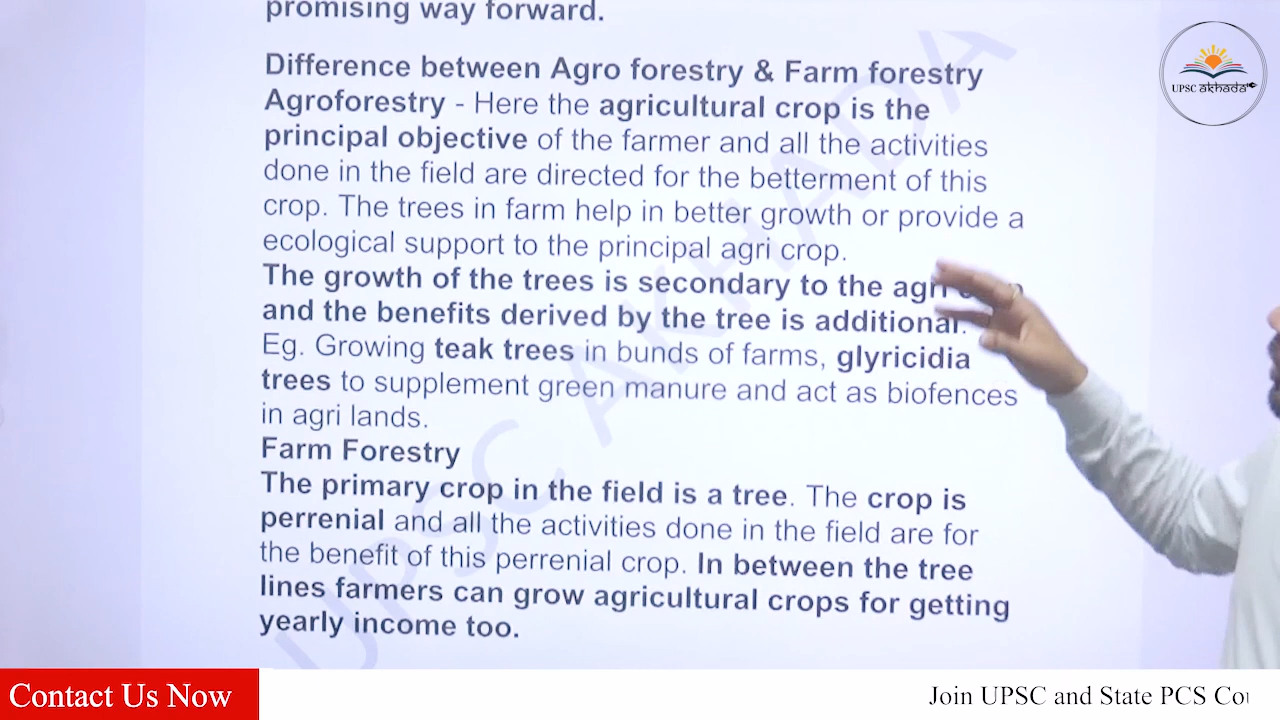 promising way forward.
Difference between Agro forestry & Farm forestry
Agroforestry - Here the agricultural crop is the
principal objective of the farmer and all the activities
done in the field are directed for the betterment of this
crop. The trees in farm help in better growth or provide a
ecological support to the principal agri crop.
The growth of the trees is secondary to the agri
and the benefits derived by the tree is additional.
Eg. Growing teak trees in bunds of farms, glyricidia
trees to supplement green manure and act as biofences
in agri lands.
Farm Forestry
The primary crop in the field is a tree. The crop is
perrenial and all the activities done in the field are for
the benefit of this perrenial crop. In between the tree
lines farmers can grow agricultural crops for getting
yearly income too.
UPSC AKHADA
UPSC akhada
Contact Us Now
Join UPSC and State PCS